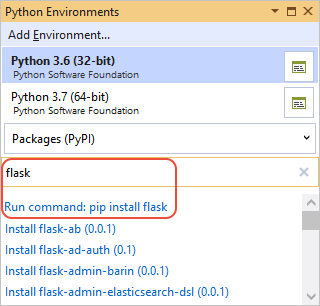 Python Environments
Add Environment...
Python 3.6 (32-bit)
Python Software Foundation
Python 3.7 (64-bit)
Python Software Foundation
Packages (PyPI)
flask
Run command: pip install flask
Install flask-ab (0.0.1)
Install flask-ad-auth (0.1)
Install flask-admin-barin (0.1)
Install flask-admin-elasticsearch-dsl (0.1)